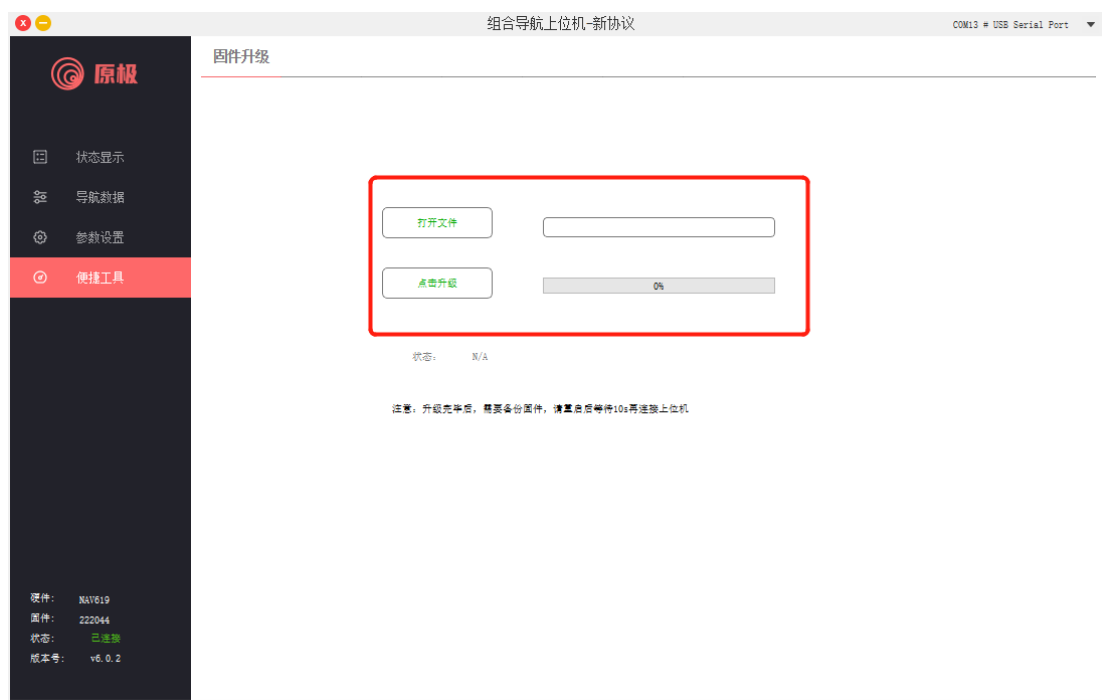 组合导航上位机-新协议
COM13 # USB Serial Port
原极
固件升级
状态显示
导航数据
参数设置
便捷工具
打开文件
点击升级
0%
状态: N/A
注意: 升级完毕后, 需要备份固件, 请重启后等待10s再连接上位机
硬件: NAV619
固件: 222044
状态: 已连接
版本号: v6.0.2